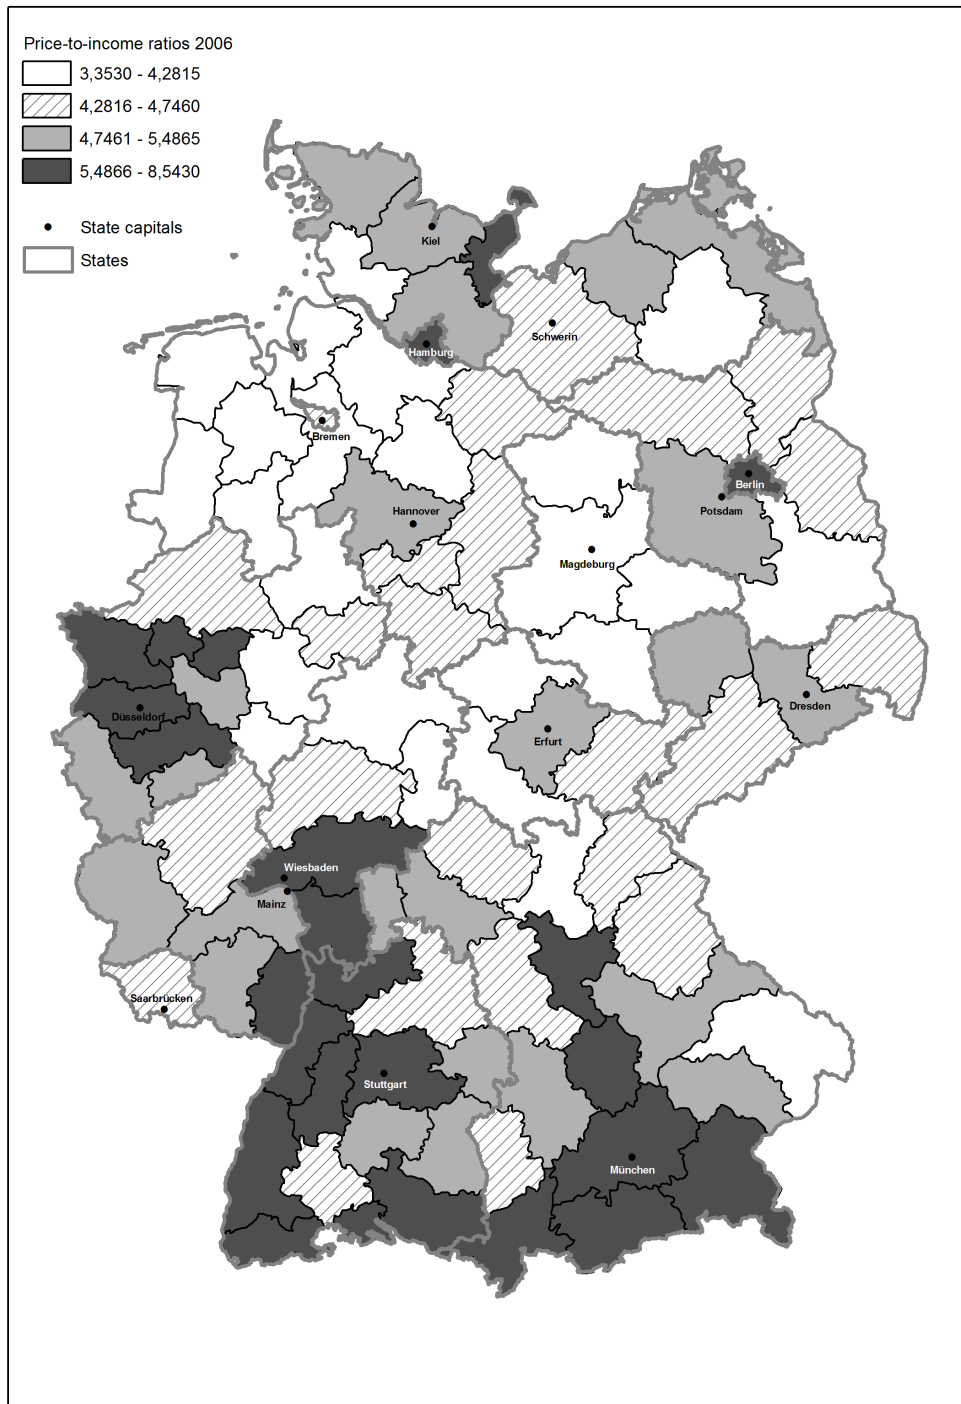 Price-to-income ratios 2006
3,3530 - 4,2815
4,2816 - 4,7460
4,7461 - 5,4865
5,4866 - 8,5430
State capitals
States
Kiel
Schwerin
Hamburg
Bremen
Berlin
Potsdam
Hannover
Magdeburg
Düsseldorf
Dresden
Erfurt
Wiesbaden
Mainz
Saarbrücken
Stuttgart
München